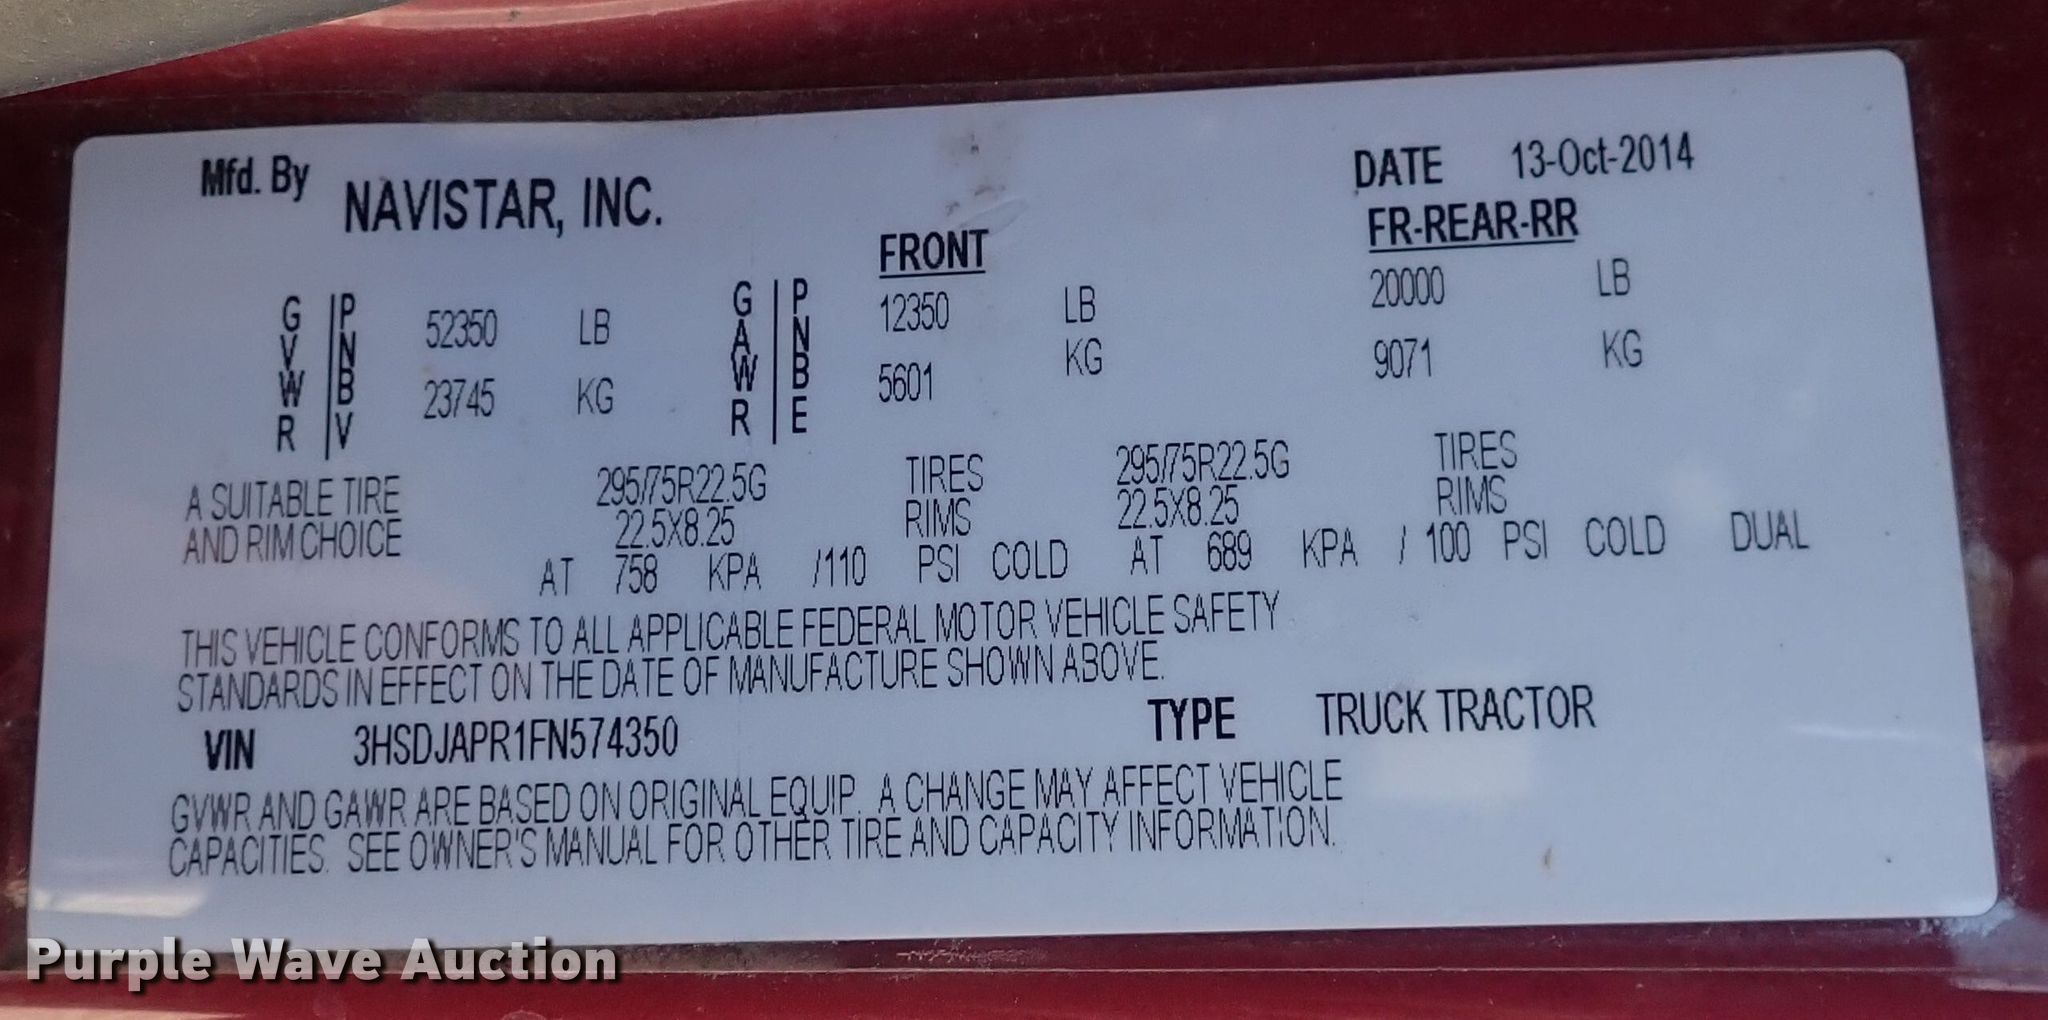 Mfd. By NAVISTAR, INC. DATE 13-Oct-2014
FRONT FR-REAR-RR
GVWR | PNBV 52350 LB GAWR | PNBE 12350 LB 20000 LB
23745 KG 5601 KG 9071 KG
A SUITABLE TIRE 295/75R22.5G TIRES 295/75R22.5G TIRES
AND RIM CHOICE 22.5X8.25 RIMS 22.5X8.25 RIMS
AT 758 KPA /110 PSI COLD AT 689 KPA / 100 PSI COLD DUAL
THIS VEHICLE CONFORMS TO ALL APPLICABLE FEDERAL MOTOR VEHICLE SAFETY
STANDARDS IN EFFECT ON THE DATE OF MANUFACTURE SHOWN ABOVE.
VIN 3HSDJAPR1FN574350 TYPE TRUCK TRACTOR
GVWR AND GAWR ARE BASED ON ORIGINAL EQUIP. A CHANGE MAY AFFECT VEHICLE
CAPACITIES. SEE OWNER'S MANUAL FOR OTHER TIRE AND CAPACITY INFORMATION.
Purple Wave Auction